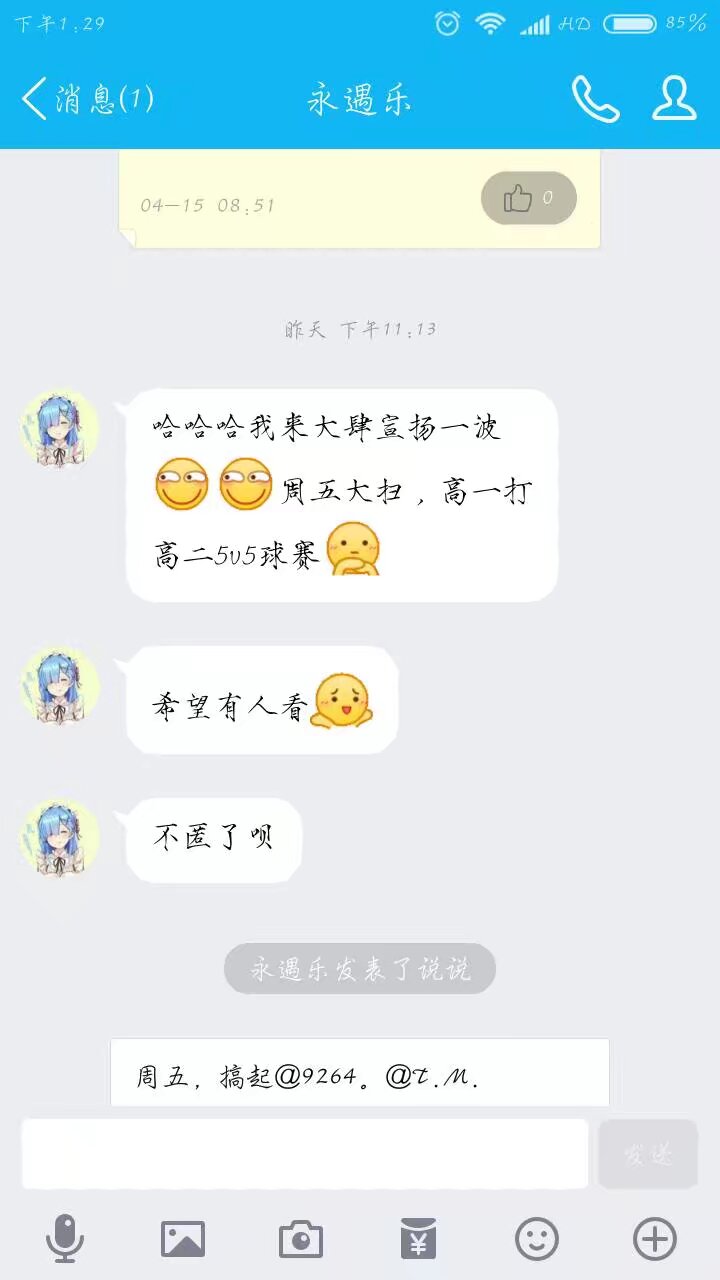 下午1:29 HD 85%
消息(1) 永遇乐
04-15 08:51 0
昨天 下午11:13
哈哈哈我来大肆宣扬一波
周五大扫，高一打
高二5v5球赛
希望有人看
不匿了呗
永遇乐发表了说说
周五，搞起@9264。@T.M.
发送